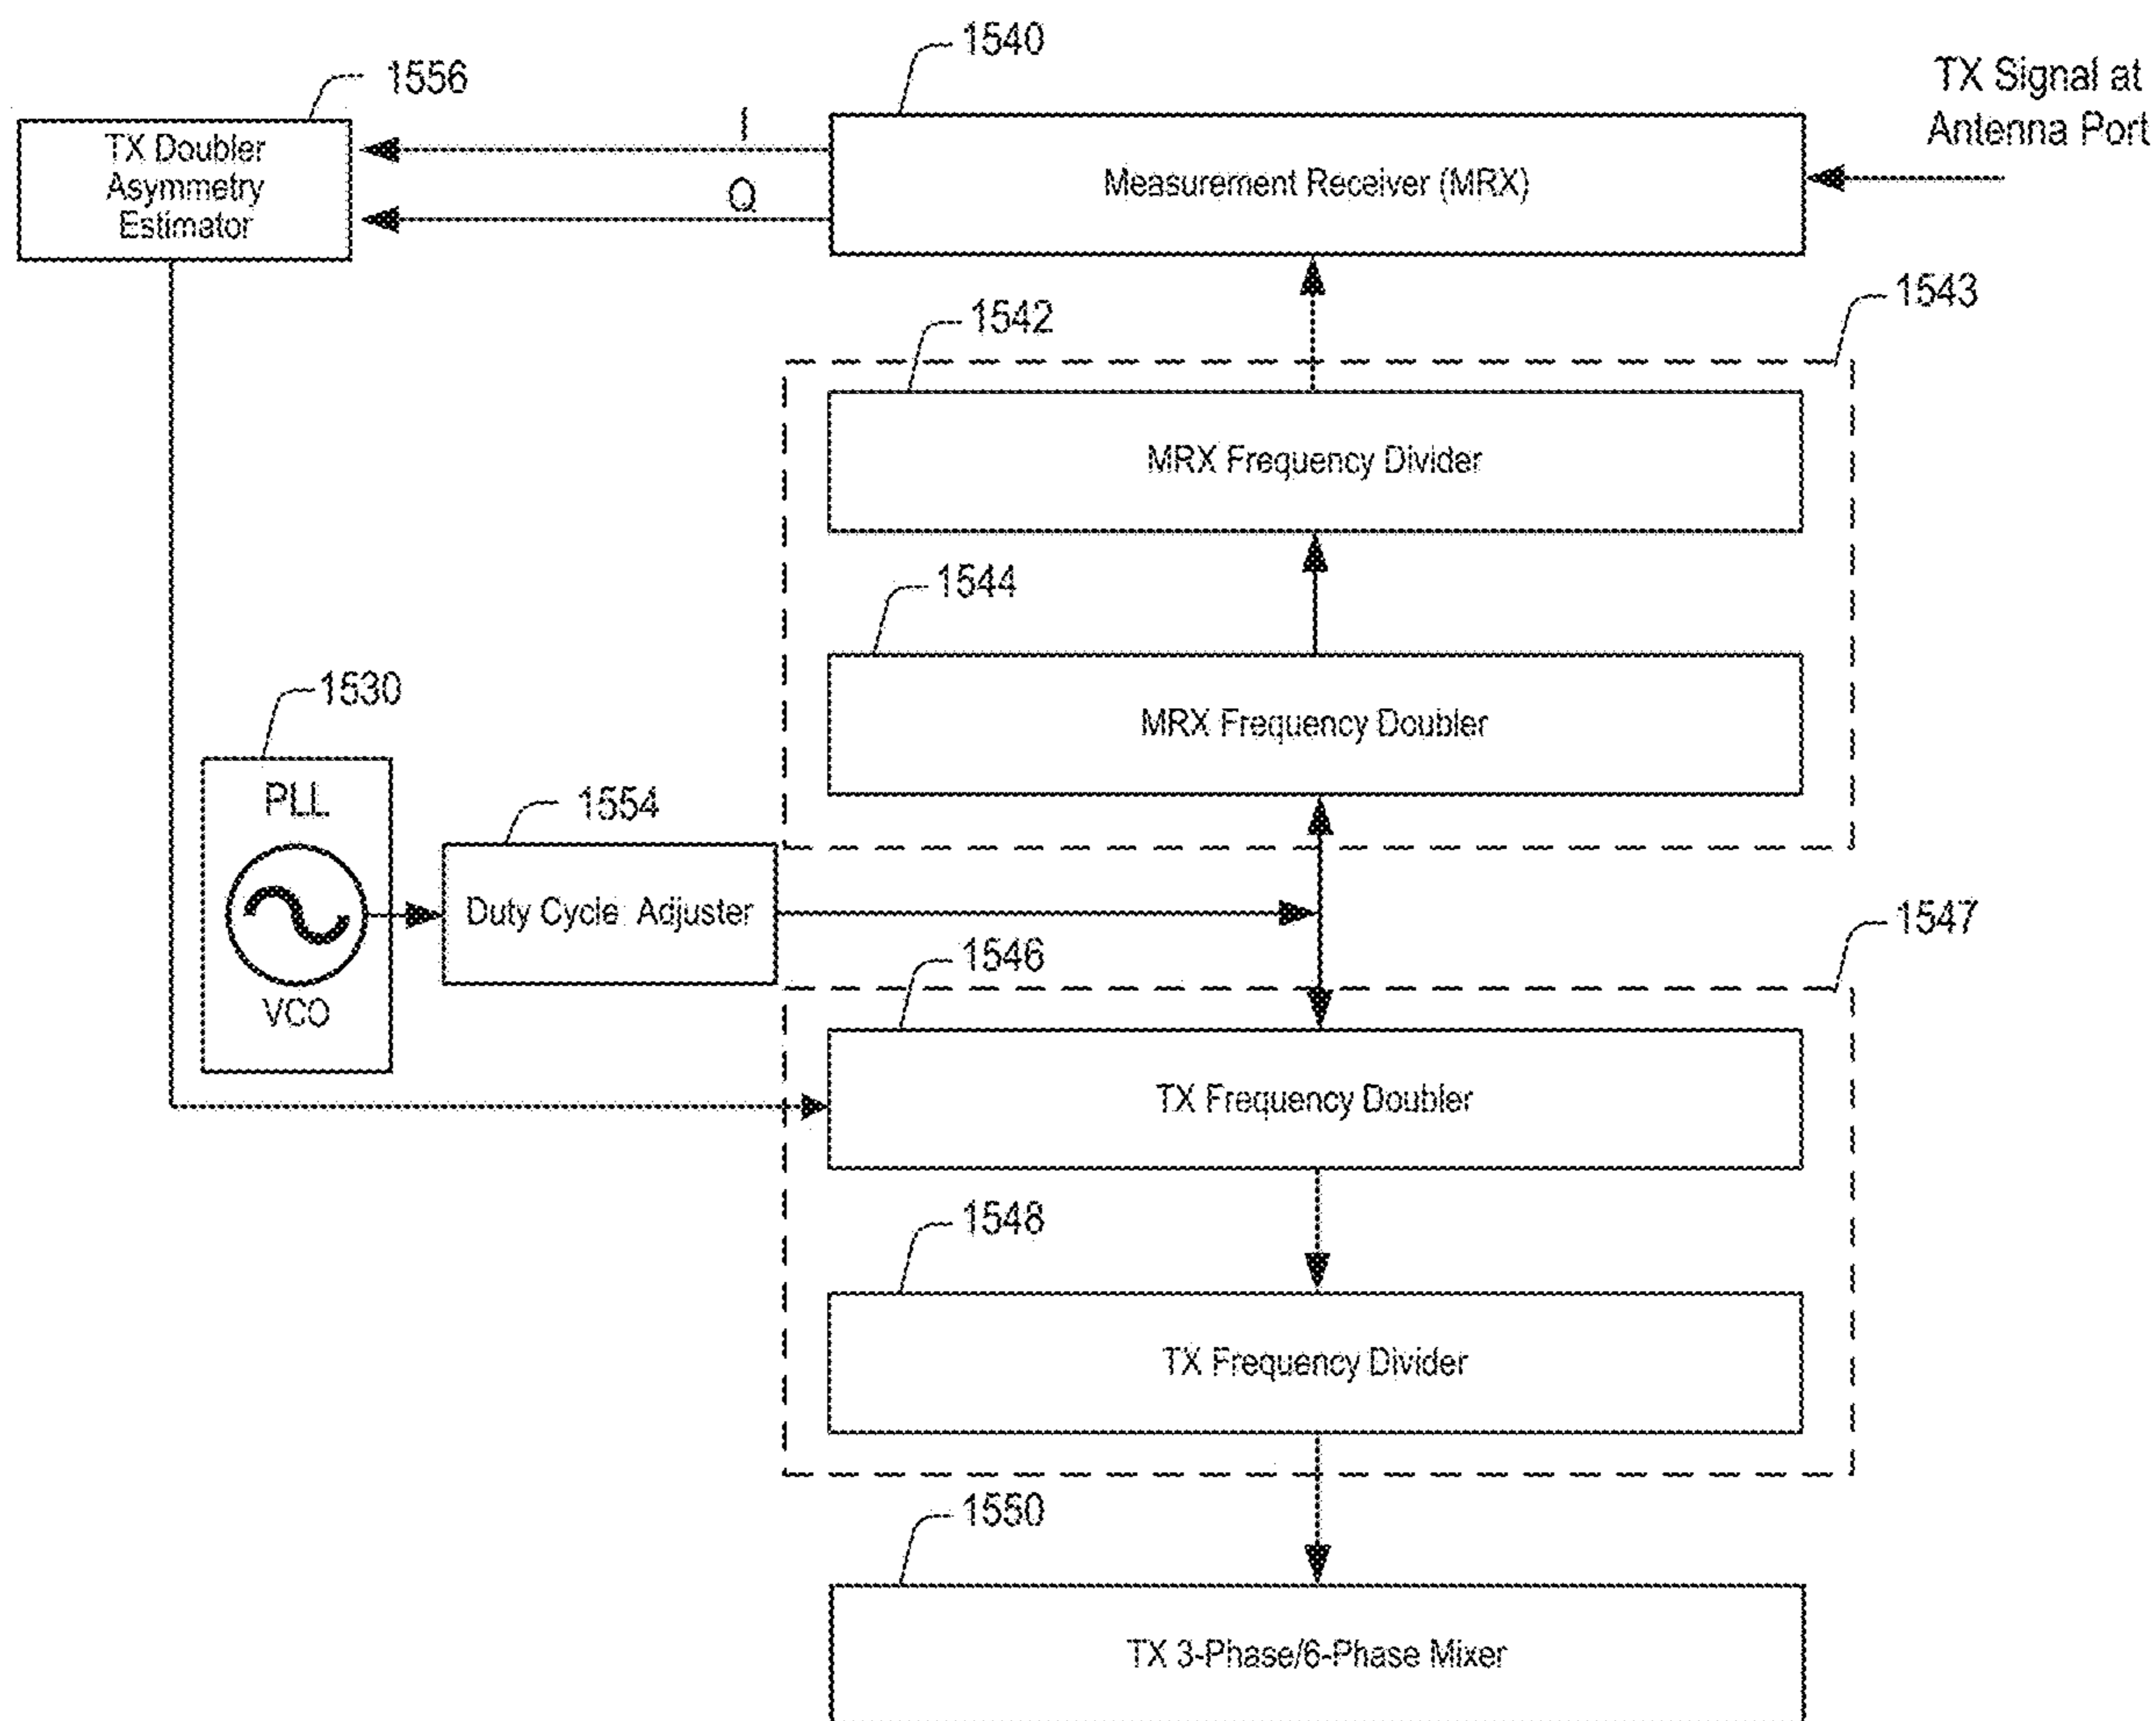 1540
1556
TX Signal at
Antenna Port
TX Doubler
Asymmetry
Estimator
I
Q
Measurement Receiver (MRX)
1543
1542
MRX Frequency Divider
1544
MRX Frequency Doubler
1530
PLL
VCO
1554
Duty Cycle Adjuster
1547
1546
TX Frequency Doubler
1548
TX Frequency Divider
1550
TX 3-Phase/6-Phase Mixer